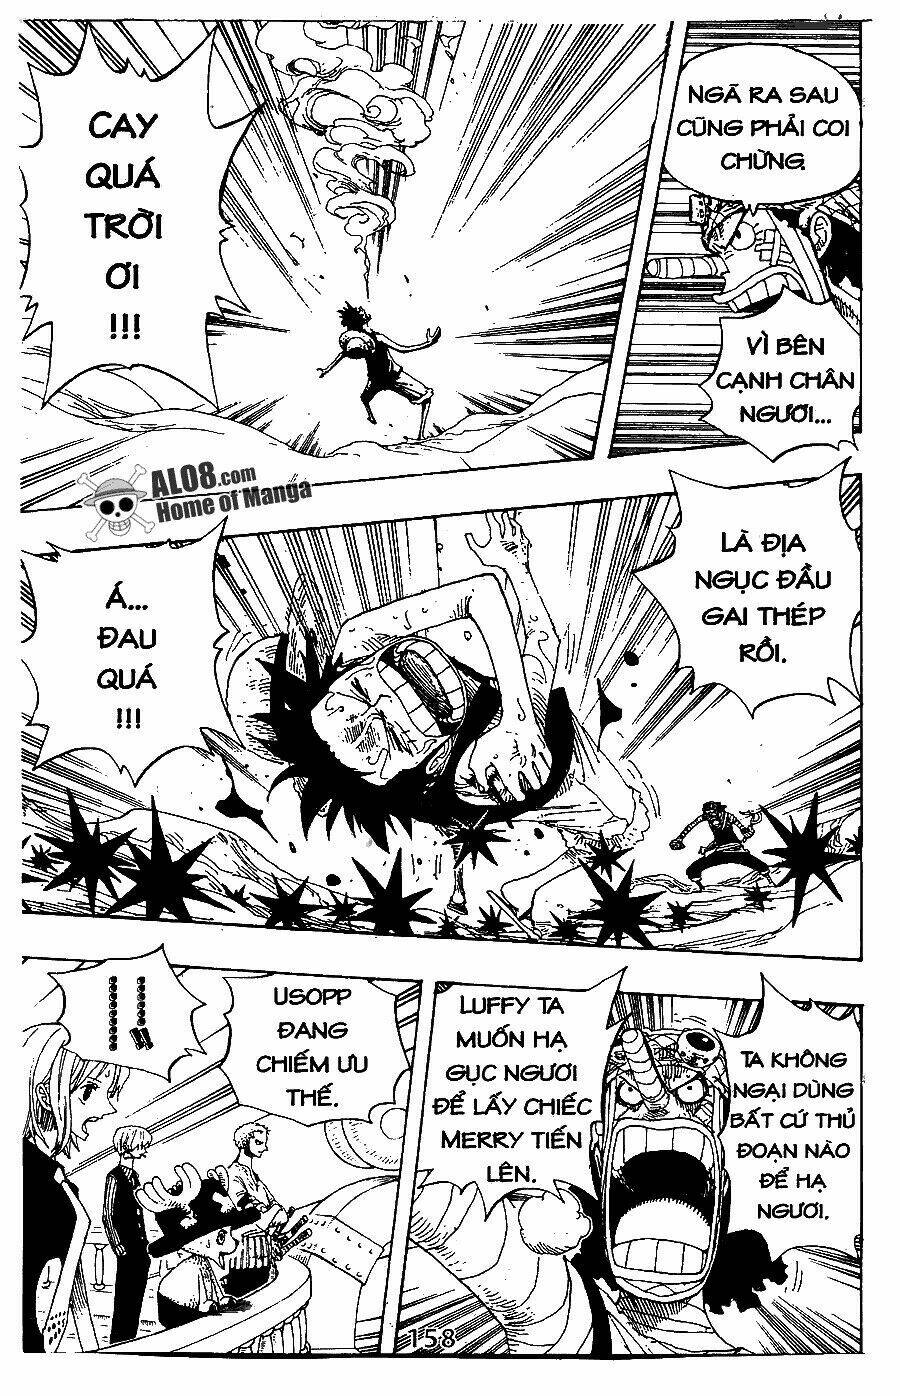 NGÃ RA SAU
CŨNG PHẢI COI
CHỪNG.
VÌ BÊN
CẠNH CHÂN
NGƯƠI...
CAY
QUÁ
TRỜI
ƠI
!!!
AL08.com
Home of Manga
LÀ ĐỊA
NGỤC ĐẦU
GAI THÉP
RỒI.
Á...
ĐAU
QUÁ
!!!
TA KHÔNG
NGẠI DÙNG
BẤT CỨ THỦ
ĐOẠN NÀO
ĐỂ HẠ
NGƯƠI.
LUFFY TA
MUỐN HẠ
GỤC NGƯƠI
ĐỂ LẤY CHIẾC
MERRY TIẾN
LÊN.
USOPP
ĐANG
CHIẾM ƯU
THẾ.
158